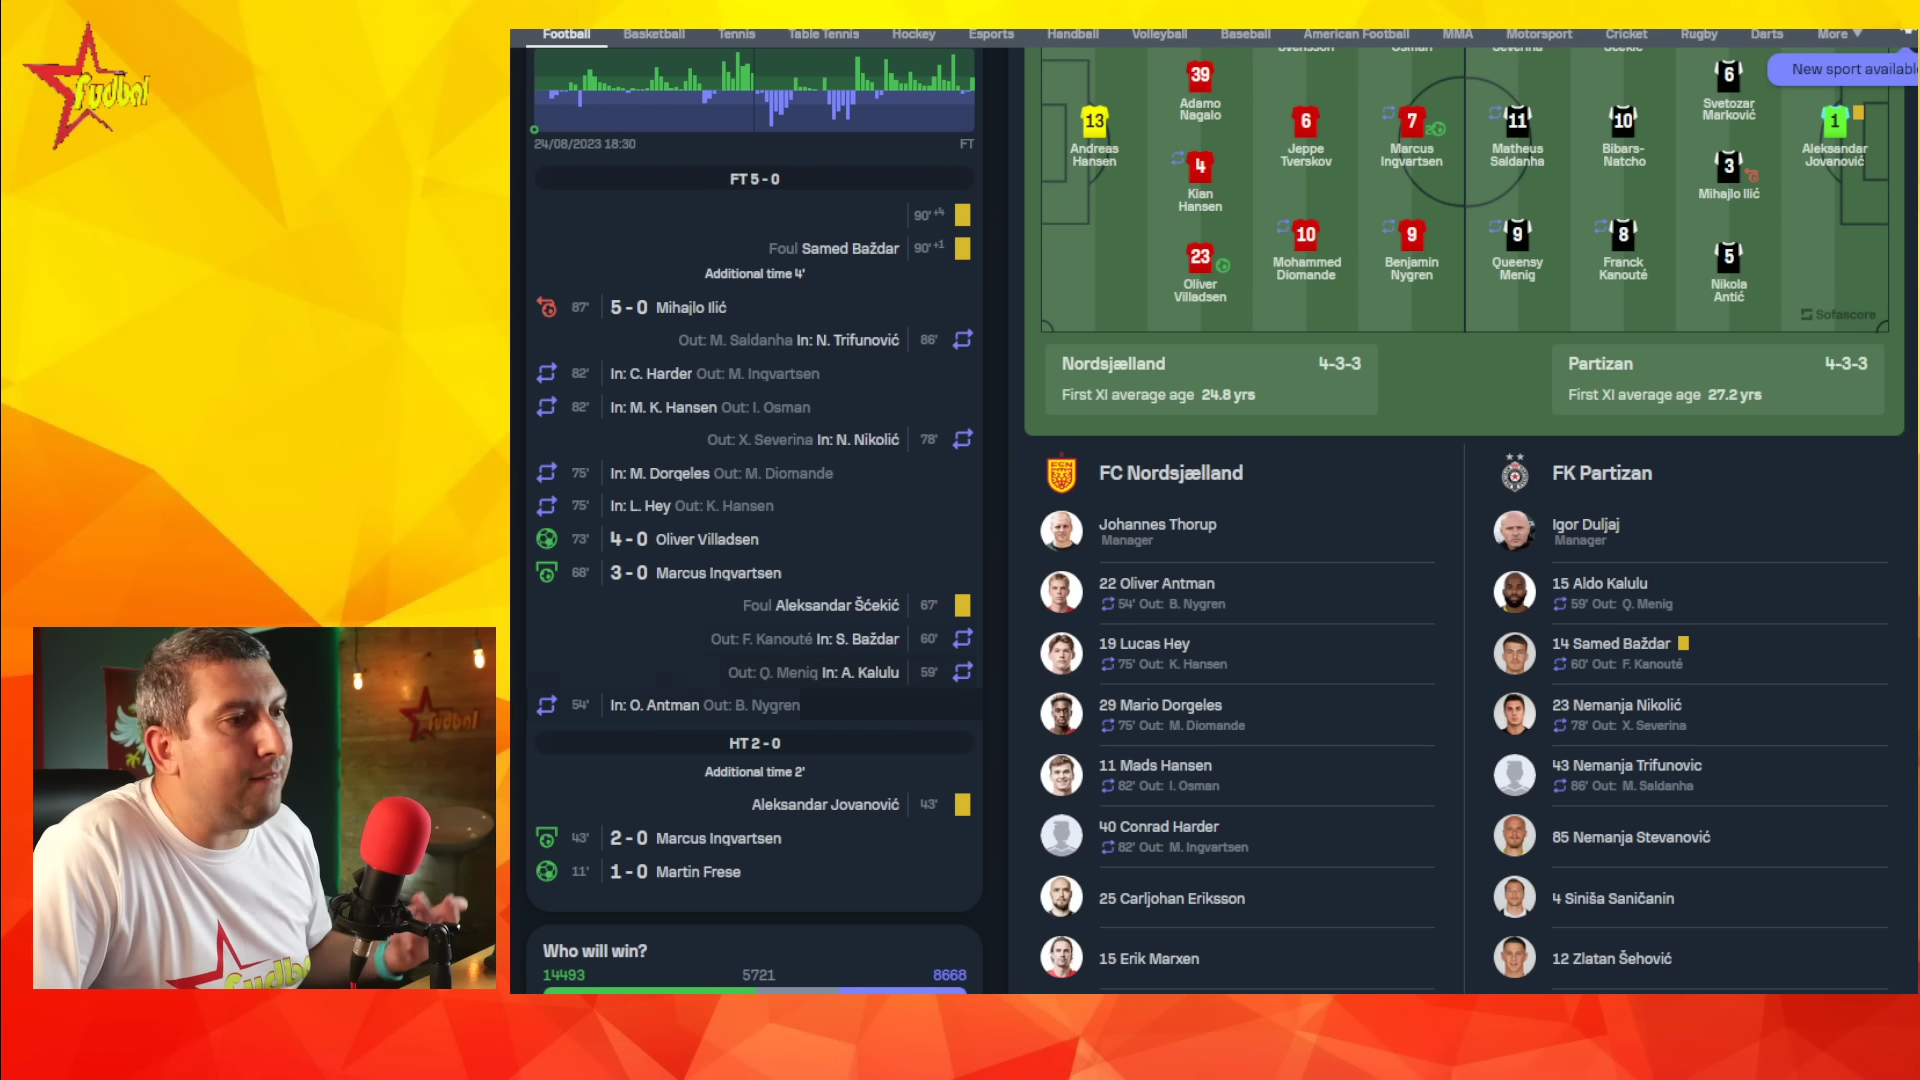 Fudbal
Football Basketball Tennis Table Tennis Hockey Esports Handball Volleyball Baseball American Football MMA Motorsport Cricket Rugby Darts More
New sport available
24/08/2023 18:30
FT
FT 5 - 0
90'+4
Foul Samed Baždar 90'+1
Additional time 4'
87' 5 - 0 Mihajlo Ilić
Out: M. Saldanha In: N. Trifunović 86'
82' In: C. Harder Out: M. Ingvartsen
82' In: M. K. Hansen Out: I. Osman
Out: X. Severina In: N. Nikolić 78'
75' In: M. Dorgeles Out: M. Diomande
75' In: L. Hey Out: K. Hansen
73' 4 - 0 Oliver Villadsen
68' 3 - 0 Marcus Ingvartsen
Foul Aleksandar Šćekić 67'
Out: F. Kanouté In: S. Baždar 60'
Out: Q. Menig In: A. Kalulu 59'
54' In: O. Antman Out: B. Nygren
HT 2 - 0
Additional time 2'
Aleksandar Jovanović 43'
43' 2 - 0 Marcus Ingvartsen
11' 1 - 0 Martin Frese
Who will win?
14493 5721 8668
Svensson Osman Severina Šćekić
13
Andreas
Hansen
39
Adamo
Nagalo
4
Kian
Hansen
23
Oliver
Villadsen
6
Jeppe
Tverskov
10
Mohammed
Diomande
7
2
Marcus
Ingvartsen
9
Benjamin
Nygren
11
Matheus
Saldanha
9
Queensy
Menig
10
Bibars-
Natcho
8
Franck
Kanouté
6
Svetozar
Marković
3
Mihajlo Ilić
5
Nikola
Antić
1
Aleksandar
Jovanović
Sofascore
Nordsjælland 4-3-3
First XI average age 24.8 yrs
Partizan 4-3-3
First XI average age 27.2 yrs
FCN
FC Nordsjælland
Johannes Thorup
Manager
22 Oliver Antman
54' Out: B. Nygren
19 Lucas Hey
75' Out: K. Hansen
29 Mario Dorgeles
75' Out: M. Diomande
11 Mads Hansen
82' Out: I. Osman
40 Conrad Harder
82' Out: M. Ingvartsen
25 Carljohan Eriksson
15 Erik Marxen
FK Partizan
Igor Duljaj
Manager
15 Aldo Kalulu
59' Out: Q. Menig
14 Samed Baždar
60' Out: F. Kanouté
23 Nemanja Nikolić
78' Out: X. Severina
43 Nemanja Trifunovic
86' Out: M. Saldanha
85 Nemanja Stevanović
4 Siniša Saničanin
12 Zlatan Šehović
Fudbal
Fudbal